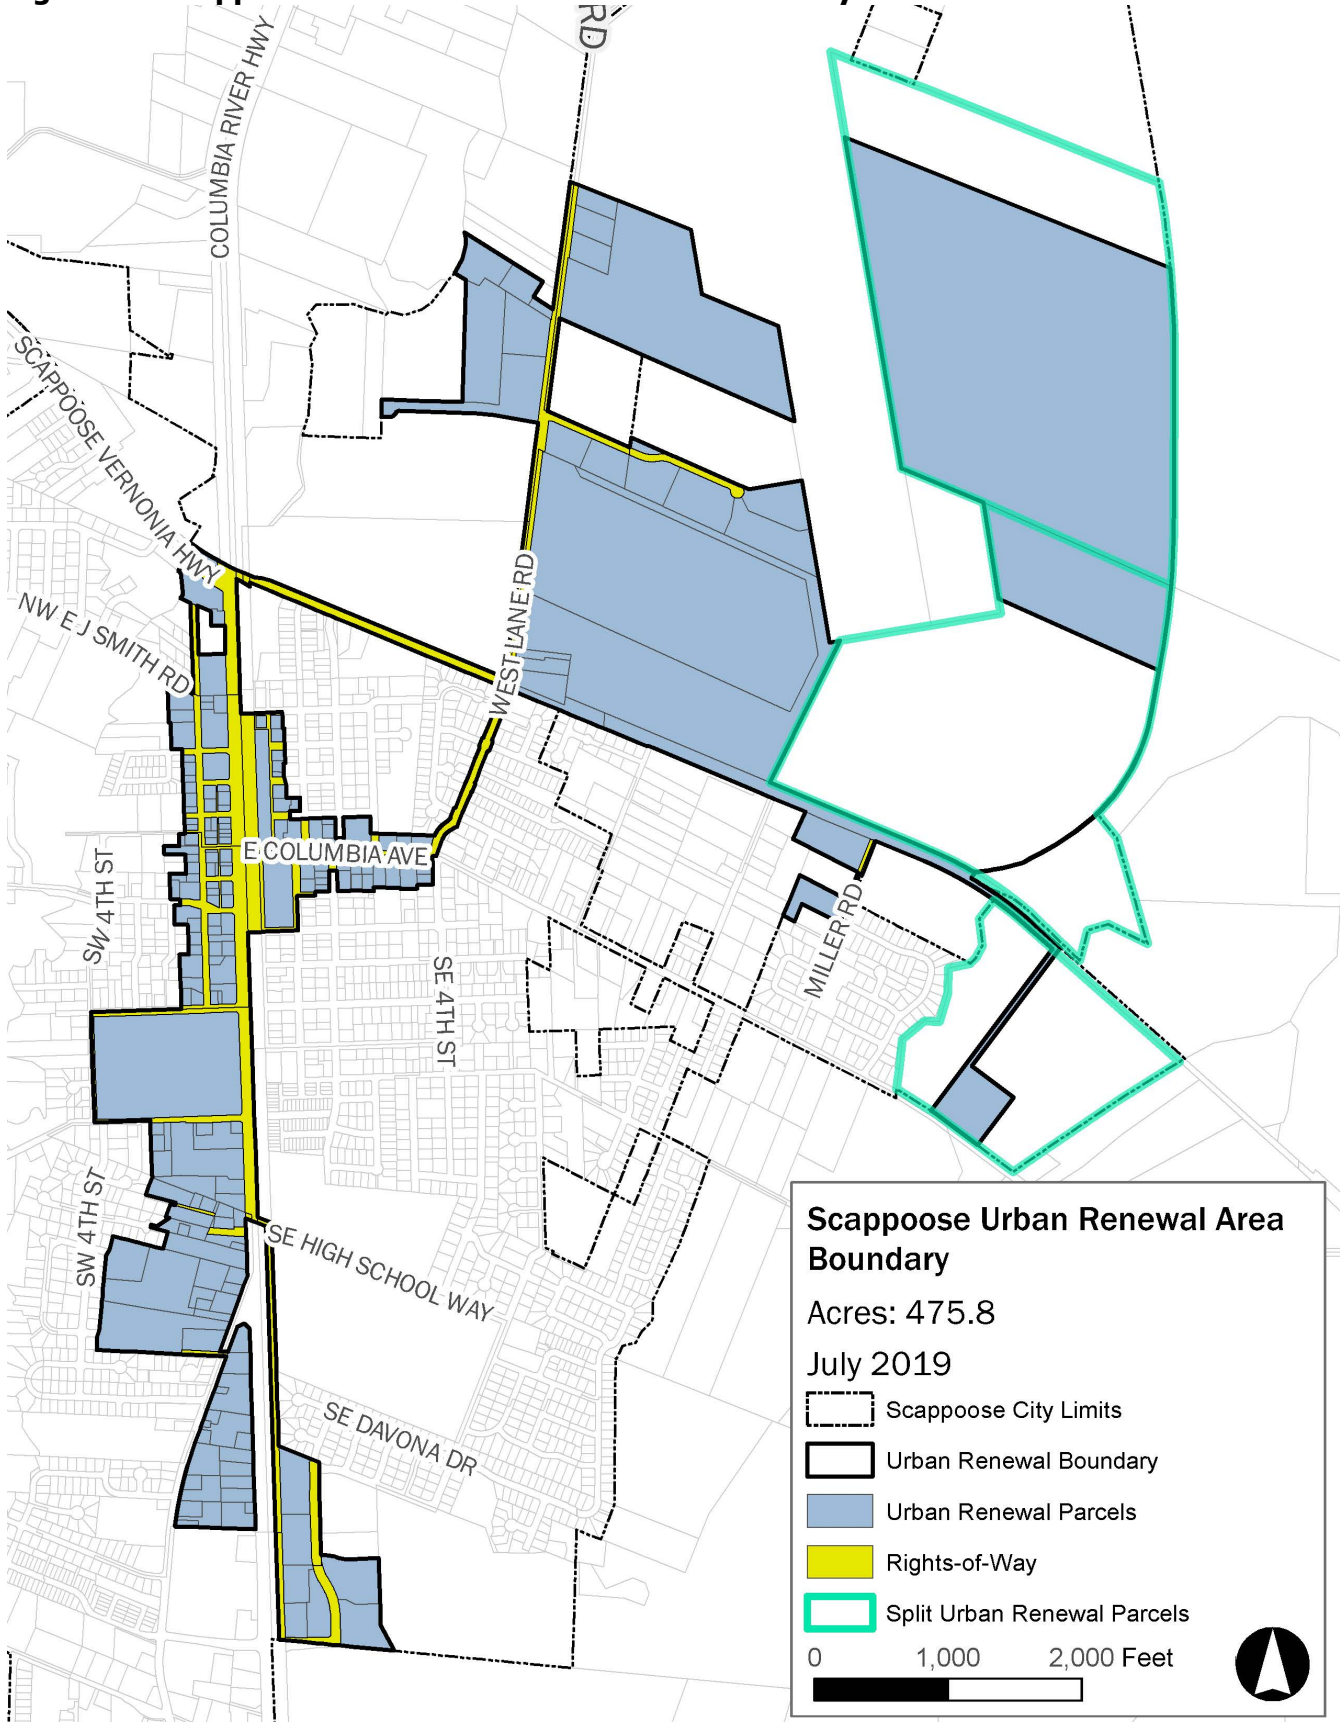 RD
COLUMBIA RIVER HWY
SCAPPOOSE VERNONIA HWY
NW E J SMITH RD
WEST LANE RD
E COLUMBIA AVE
SW 4TH ST
SE 4TH ST
MILLER RD
SW 4TH ST
SE HIGH SCHOOL WAY
SE DAVONA DR
Scappoose Urban Renewal Area
Boundary
Acres: 475.8
July 2019
Scappoose City Limits
Urban Renewal Boundary
Urban Renewal Parcels
Rights-of-Way
Split Urban Renewal Parcels
0 1,000 2,000 Feet